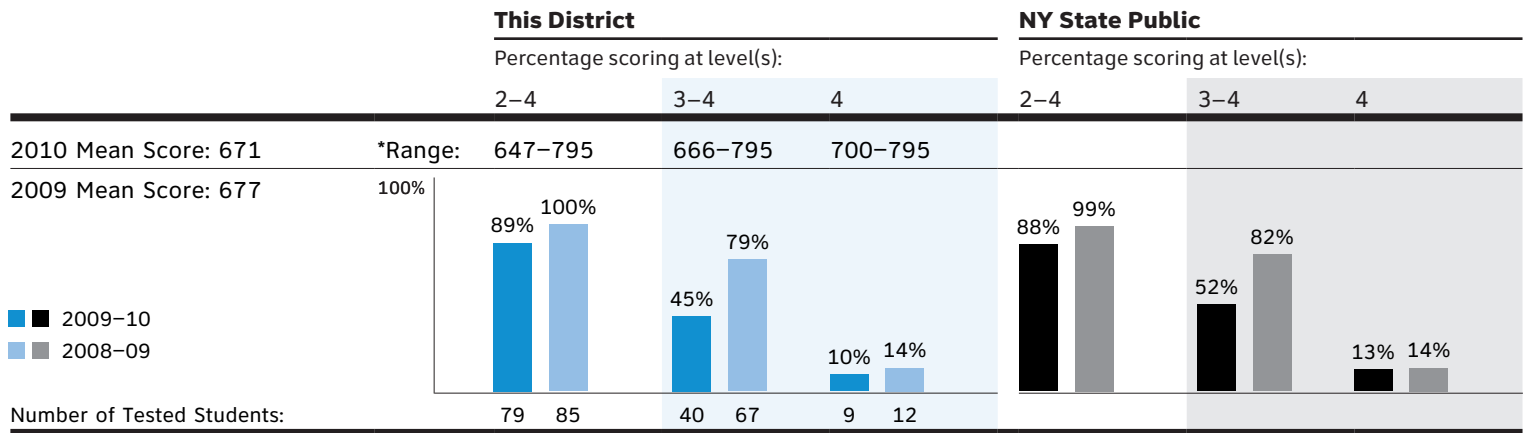 This District NY State Public
Percentage scoring at level(s): Percentage scoring at level(s):
2–4 3–4 4 2–4 3–4 4
2010 Mean Score: 671 *Range: 647–795 666–795 700–795
2009 Mean Score: 677 100%
89% 100% 79% 45% 10% 14% 88% 99% 82% 52% 13% 14%
2009–10
2008–09
Number of Tested Students: 79 85 40 67 9 12